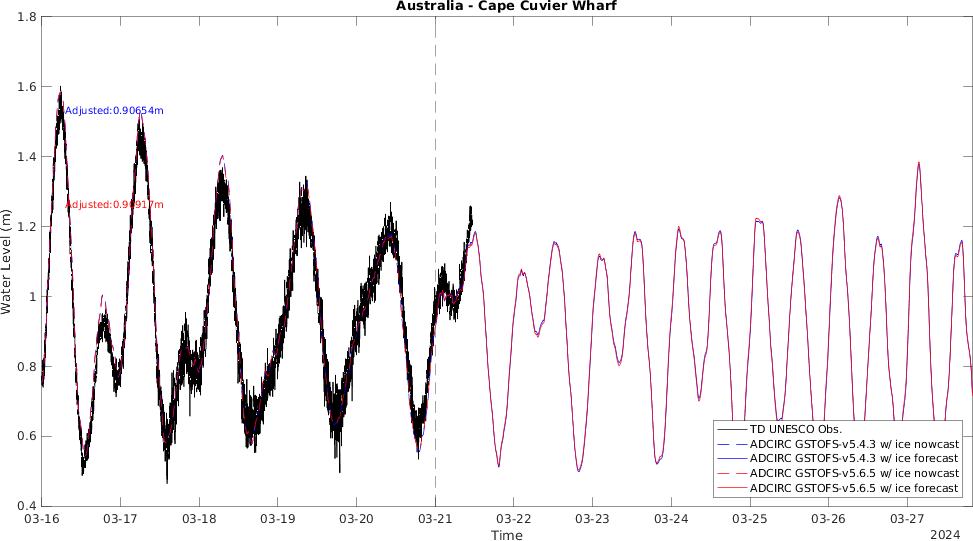 Australia - Cape Cuvier Wharf
1.8
1.6
1.4
1.2
1
0.8
0.6
0.4
Water Level (m)
Adjusted:0.90654m
Adjusted:0.90917m
TD UNESCO Obs.
ADCIRC GSTOFS-v5.4.3 w/ ice nowcast
ADCIRC GSTOFS-v5.4.3 w/ ice forecast
ADCIRC GSTOFS-v5.6.5 w/ ice nowcast
ADCIRC GSTOFS-v5.6.5 w/ ice forecast
03-16 03-17 03-18 03-19 03-20 03-21 03-22 03-23 03-24 03-25 03-26 03-27
Time
2024